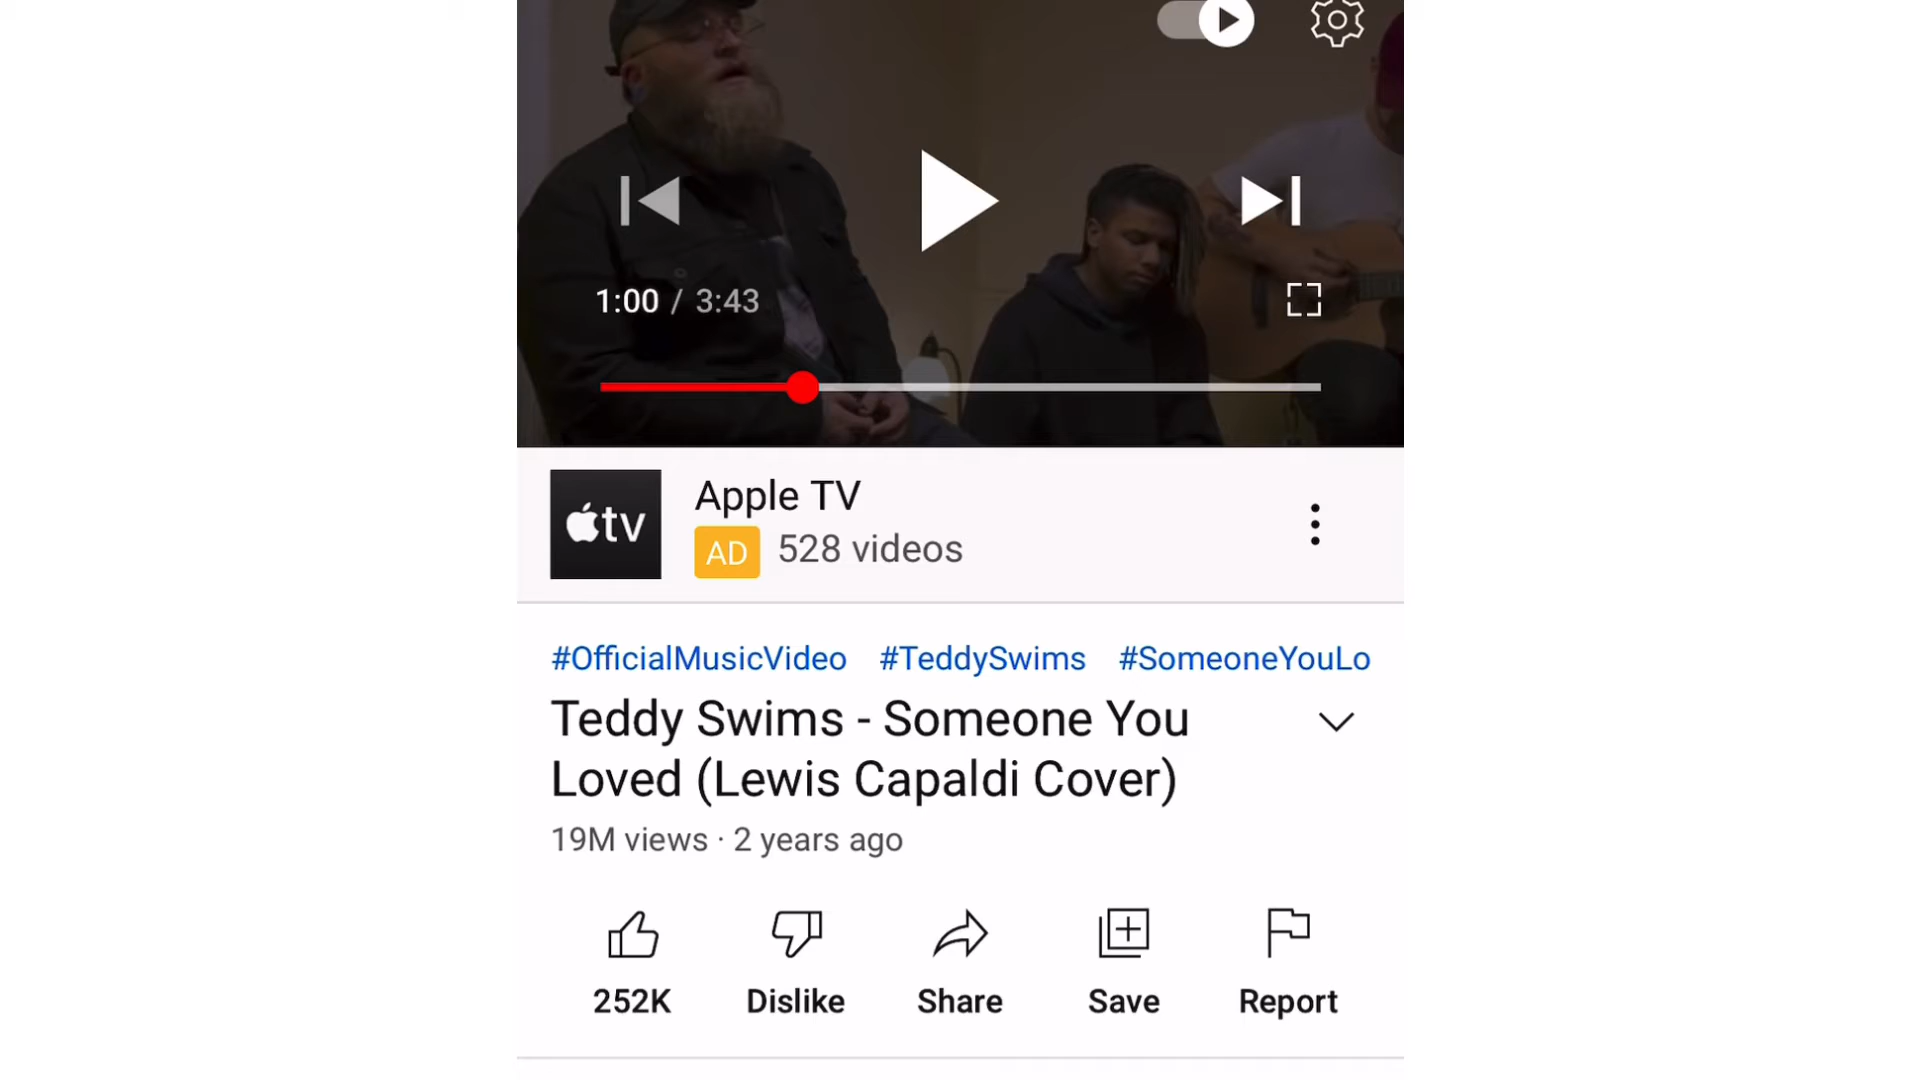 1:00 / 3:43
tv
Apple TV
AD 528 videos
#OfficialMusicVideo #TeddySwims #SomeoneYouLo
Teddy Swims - Someone You
Loved (Lewis Capaldi Cover)
19M views · 2 years ago
252K Dislike Share Save Report